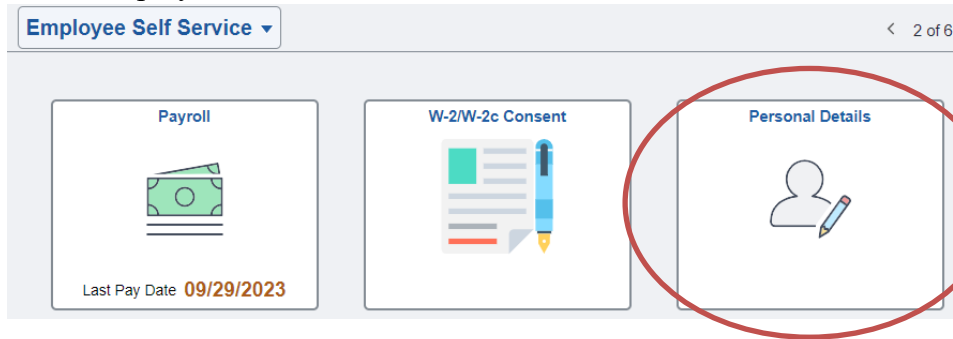 Employee Self Service
2 of 6
Payroll
W-2/W-2c Consent
Personal Details
Last Pay Date 09/29/2023